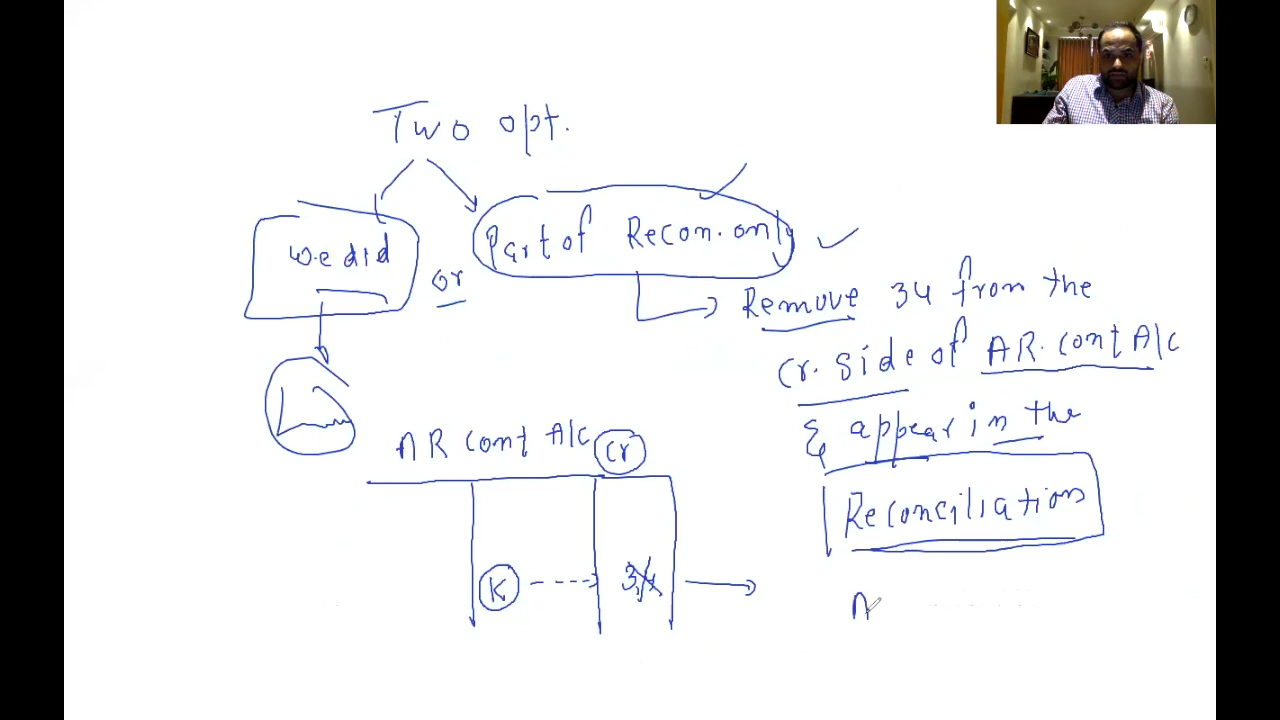 Two opt.
we did
or
Part of Recon. only
Remove 34 from the
Cr. side of AR. cont A/c
& appear in the
Reconciliation
AR cont A/c Cr
K
34